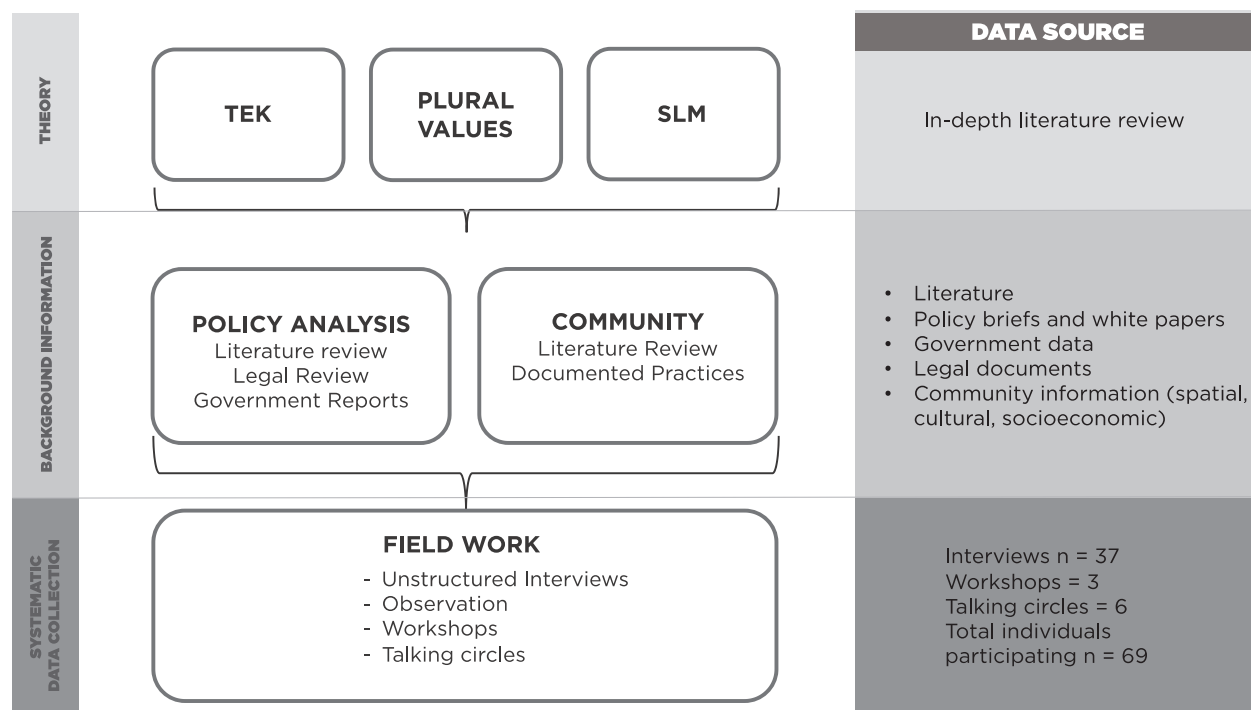 DATA SOURCE
THEORY
TEK
PLURAL
VALUES
SLM
In-depth literature review
BACKGROUND INFORMATION
POLICY ANALYSIS
Literature review
Legal Review
Government Reports
COMMUNITY
Literature Review
Documented Practices
• Literature
• Policy briefs and white papers
• Government data
• Legal documents
• Community information (spatial,
cultural, socioeconomic)
SYSTEMATIC
DATA COLLECTION
FIELD WORK
- Unstructured Interviews
- Observation
- Workshops
- Talking circles
Interviews n = 37
Workshops = 3
Talking circles = 6
Total individuals
participating n = 69